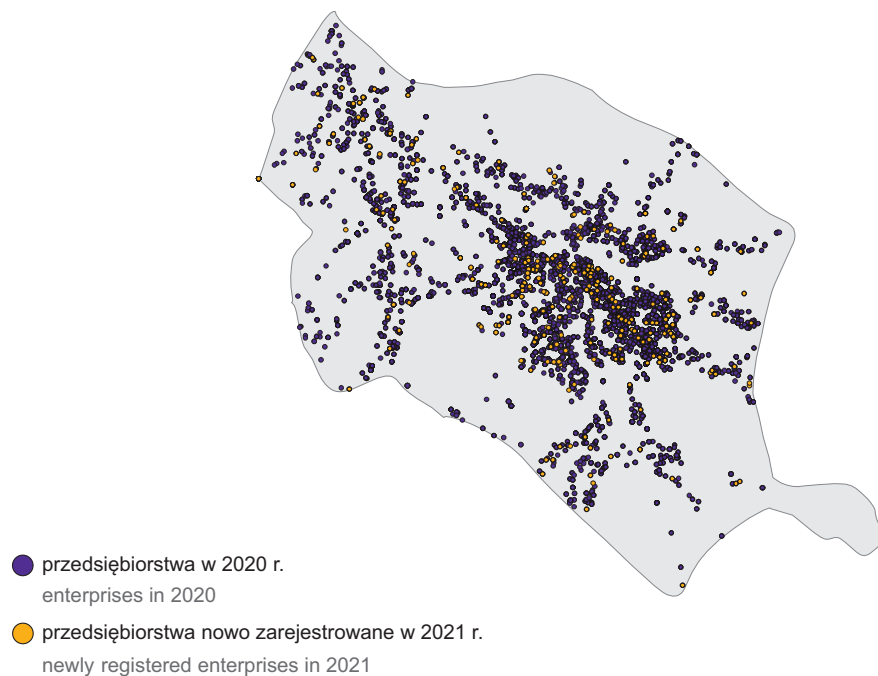 przedsiębiorstwa w 2020 r.
enterprises in 2020
przedsiębiorstwa nowo zarejestrowane w 2021 r.
newly registered enterprises in 2021